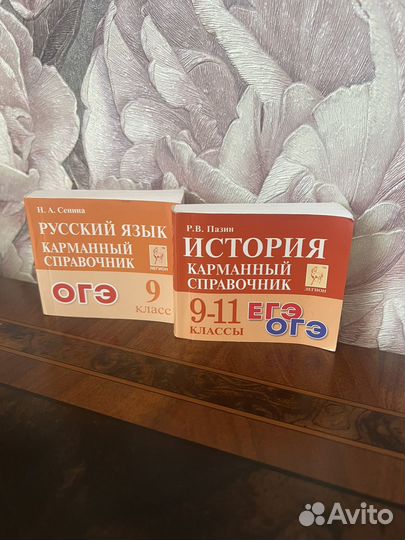 Н. А. Сенина
РУССКИЙ ЯЗЫК
КАРМАННЫЙ
СПРАВОЧНИК
ЛЕГИОН
ОГЭ
9
КЛАСС
Р.В. Пазин
ИСТОРИЯ
КАРМАННЫЙ
СПРАВОЧНИК
ЛЕГИОН
9-11
КЛАССЫ
ЕГЭ
ОГЭ
Avito